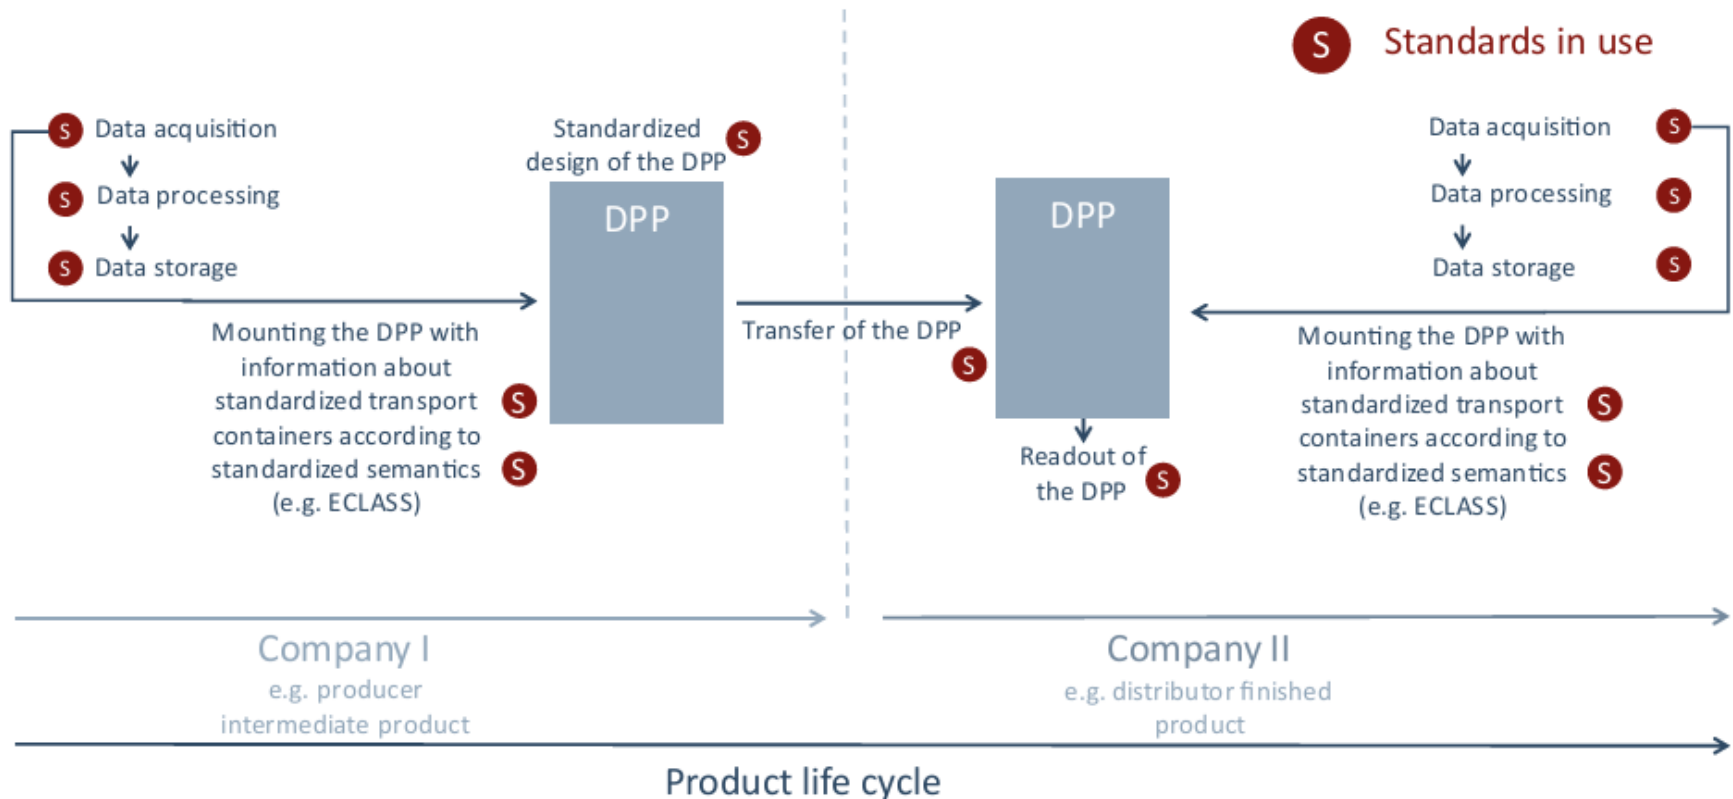 S Standards in use
S Data acquisition
S Data processing
S Data storage
Standardized S
design of the DPP
DPP
Mounting the DPP with
information about
standardized transport S
containers according to
standardized semantics S
(e.g. ECLASS)
Transfer of the DPP
S
DPP
Readout of
the DPP S
Data acquisition S
Data processing S
Data storage S
Mounting the DPP with
information about
standardized transport S
containers according to
standardized semantics S
(e.g. ECLASS)
Company I
e.g. producer
intermediate product
Company II
e.g. distributor finished
product
Product life cycle